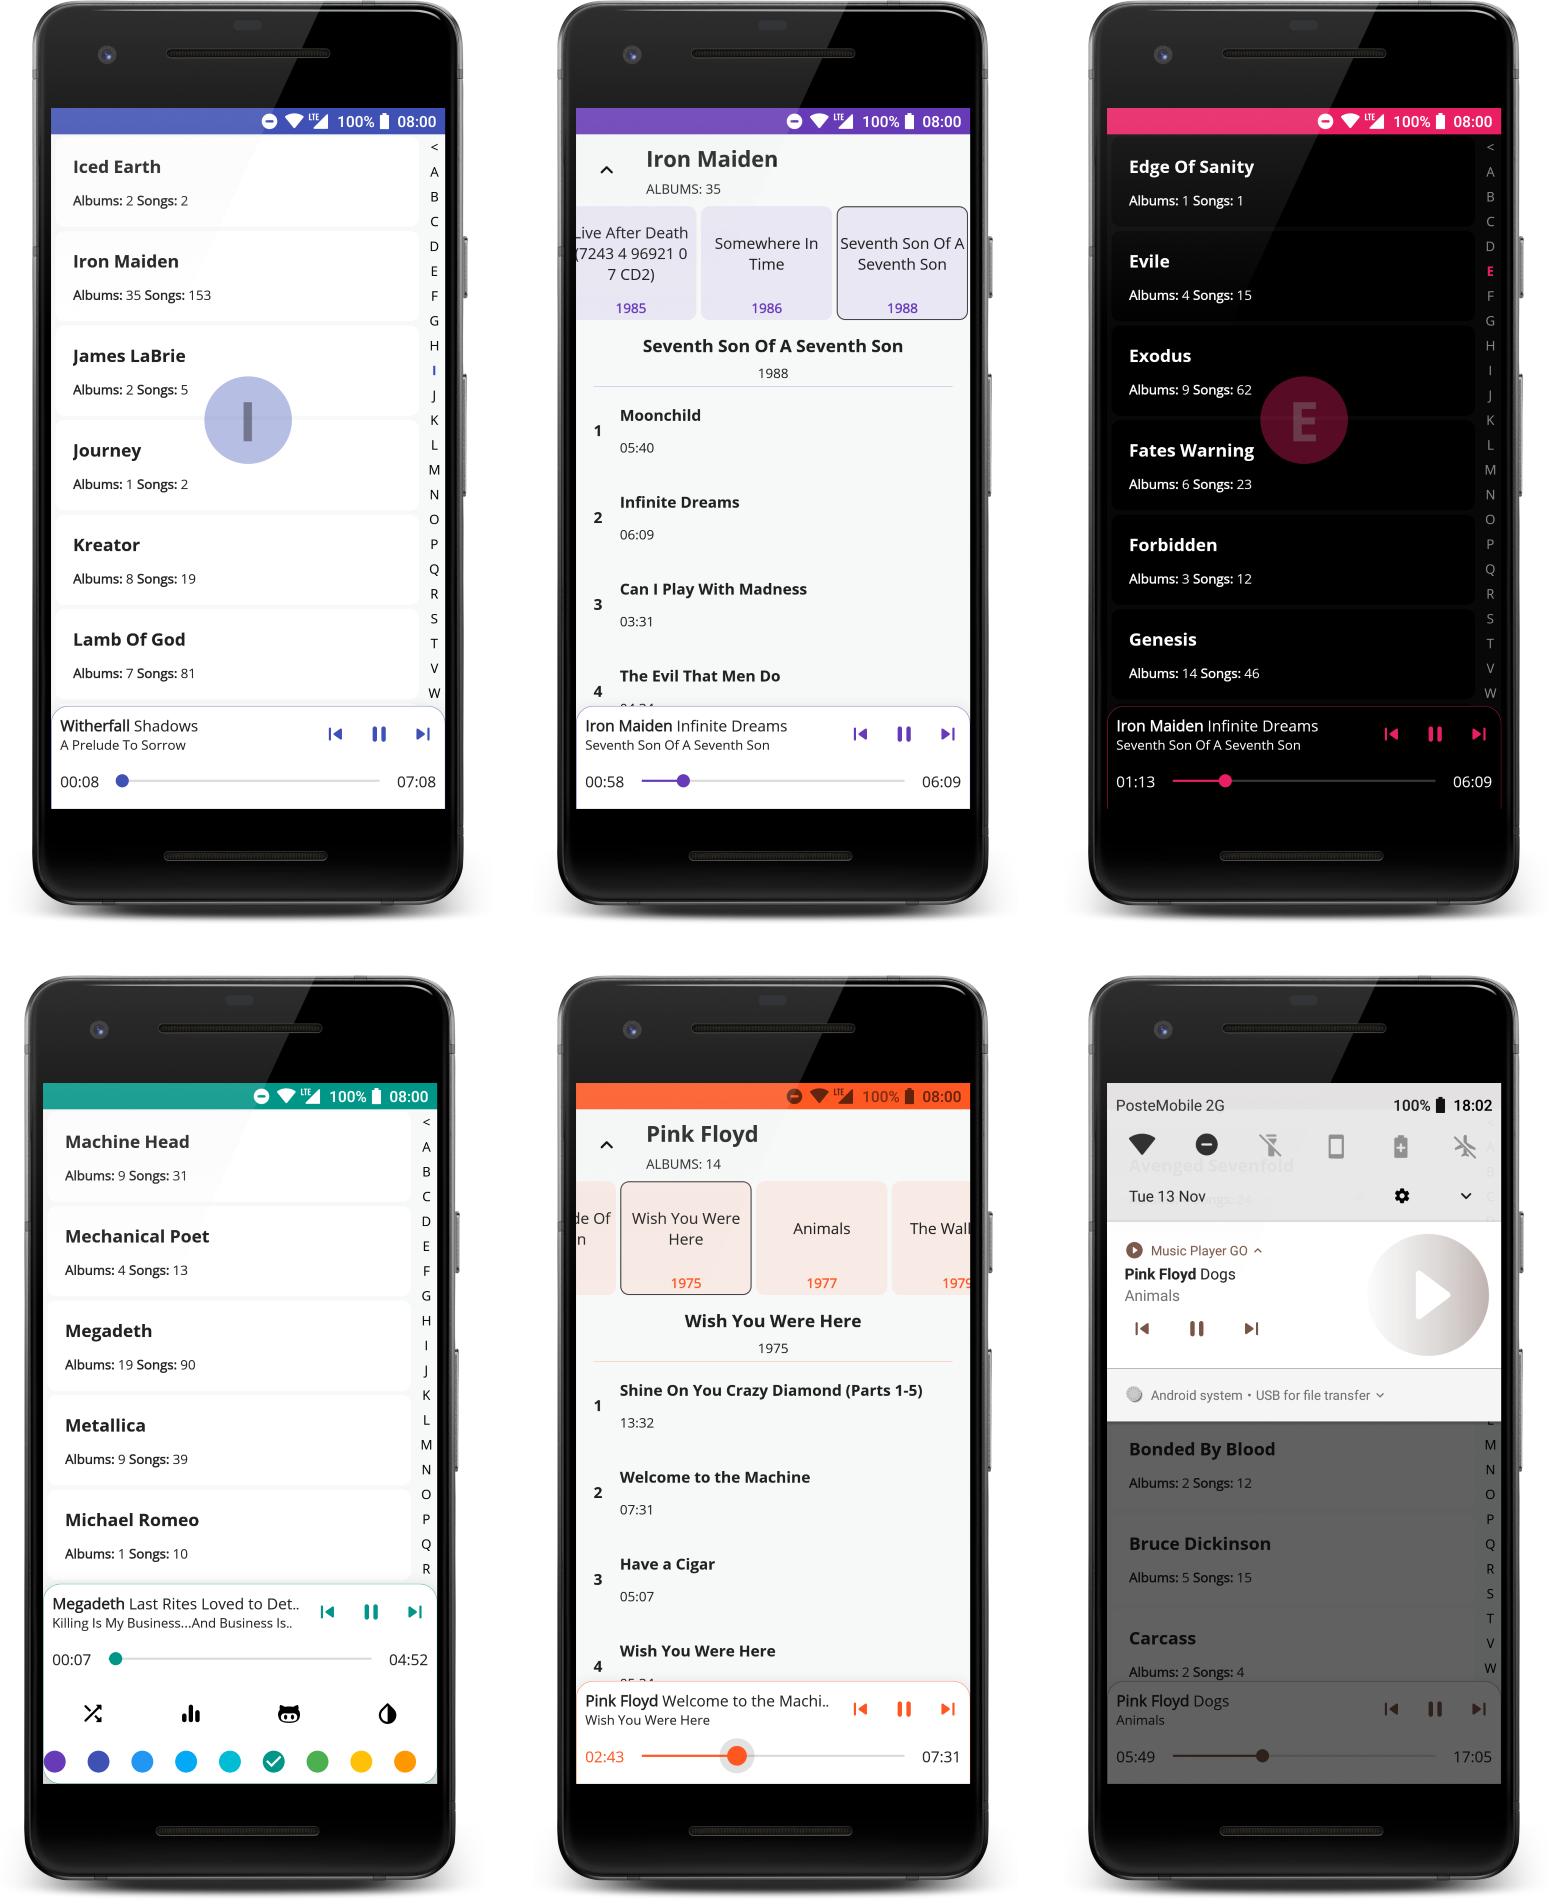 LTE 100% 08:00
Iced Earth
Albums: 2 Songs: 2
Iron Maiden
Albums: 35 Songs: 153
James LaBrie
Albums: 2 Songs: 5
I
Journey
Albums: 1 Songs: 2
Kreator
Albums: 8 Songs: 19
Lamb Of God
Albums: 7 Songs: 81
<
A
B
C
D
E
F
G
H
I
J
K
L
M
N
O
P
Q
R
S
T
V
W
Witherfall Shadows
A Prelude To Sorrow
00:08 07:08
LTE 100% 08:00
Iron Maiden
ALBUMS: 35
Live After Death
(7243 4 96921 0
7 CD2)
1985
Somewhere In
Time
1986
Seventh Son Of A
Seventh Son
1988
Seventh Son Of A Seventh Son
1988
1 Moonchild
05:40
2 Infinite Dreams
06:09
3 Can I Play With Madness
03:31
4 The Evil That Men Do
Iron Maiden Infinite Dreams
Seventh Son Of A Seventh Son
00:58 06:09
LTE 100% 08:00
Edge Of Sanity
Albums: 1 Songs: 1
Evile
Albums: 4 Songs: 15
Exodus
Albums: 9 Songs: 62
E
Fates Warning
Albums: 6 Songs: 23
Forbidden
Albums: 3 Songs: 12
Genesis
Albums: 14 Songs: 46
<
A
B
C
D
E
F
G
H
I
J
K
L
M
N
O
P
Q
R
S
T
V
W
Iron Maiden Infinite Dreams
Seventh Son Of A Seventh Son
01:13 06:09
LTE 100% 08:00
Machine Head
Albums: 9 Songs: 31
Mechanical Poet
Albums: 4 Songs: 13
Megadeth
Albums: 19 Songs: 90
Metallica
Albums: 9 Songs: 39
Michael Romeo
Albums: 1 Songs: 10
<
A
B
C
D
E
F
G
H
I
J
K
L
M
N
O
P
Q
R
Megadeth Last Rites Loved to Det..
Killing Is My Business...And Business Is..
00:07 04:52
LTE 100% 08:00
Pink Floyd
ALBUMS: 14
de Of
n
Wish You Were
Here
1975
Animals
1977
The Wall
1979
Wish You Were Here
1975
1 Shine On You Crazy Diamond (Parts 1-5)
13:32
2 Welcome to the Machine
07:31
3 Have a Cigar
05:07
4 Wish You Were Here
Pink Floyd Welcome to the Machi..
Wish You Were Here
02:43 07:31
PosteMobile 2G 100% 18:02
Avenged Sevenfold
Tue 13 Nov
Music Player GO
Pink Floyd Dogs
Animals
Android system • USB for file transfer
Bonded By Blood
Albums: 2 Songs: 12
Bruce Dickinson
Albums: 5 Songs: 15
Carcass
Albums: 2 Songs: 4
M
N
O
P
Q
R
S
T
V
W
Pink Floyd Dogs
Animals
05:49 17:05